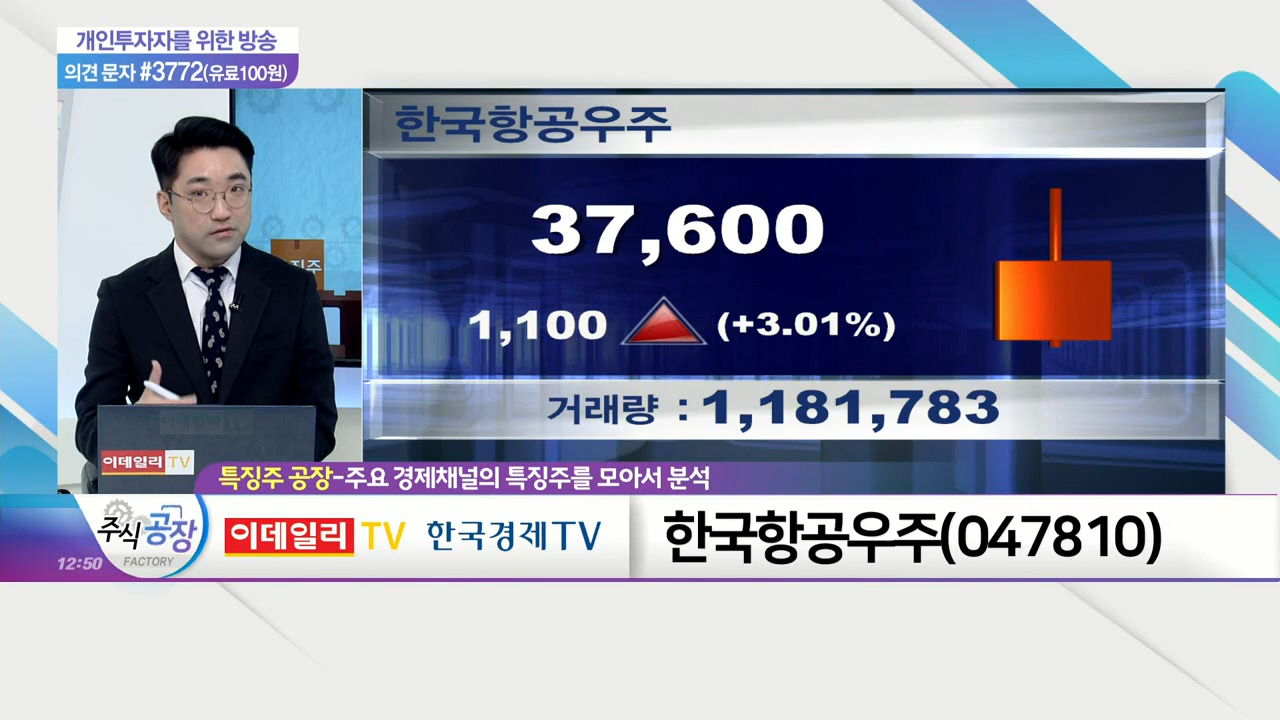 개인투자자를 위한 방송
의견 문자 #3772(유료100원)
한국항공우주
37,600
1,100 (+3.01%)
거래량 : 1,181,783
징주
이데일리 TV
특징주 공장-주요 경제채널의 특징주를 모아서 분석
주식공장
FACTORY
12:50
이데일리 TV 한국경제TV
한국항공우주(047810)